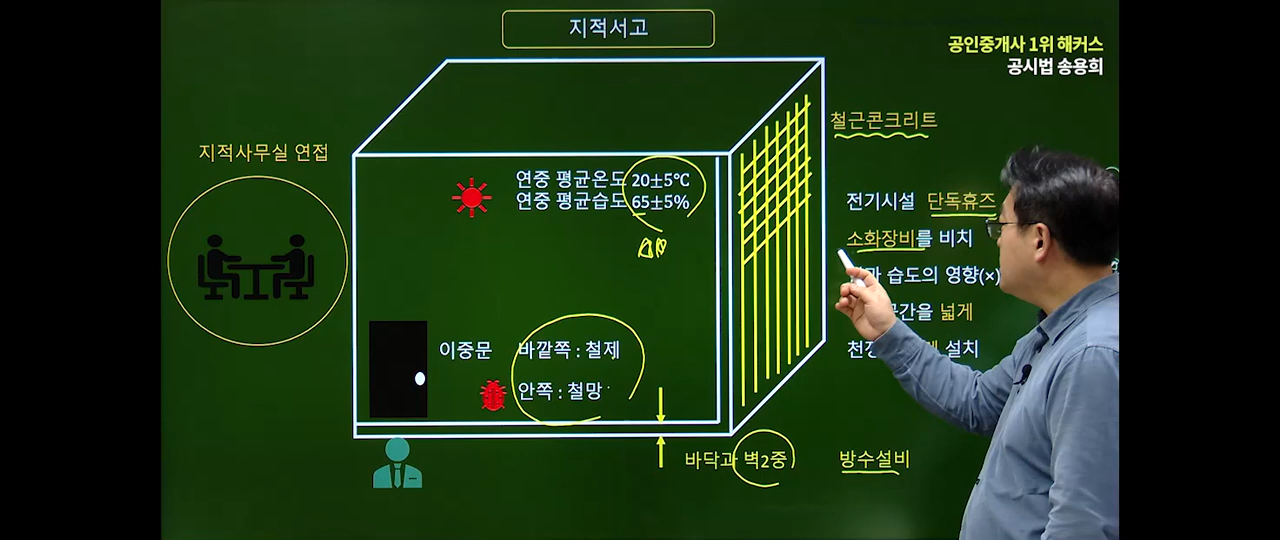 지적서고
공인중개사 1위 해커스
공시법 송용희
철근콘크리트
지적사무실 연접
연중 평균온도 20±5℃
연중 평균습도 65±5%
전기시설 단독휴즈
소화장비를 비치
습도의 영향(×)
넓게
이중문
바깥쪽 : 철제
안쪽 : 철망
설치
바닥과 벽2중
방수설비